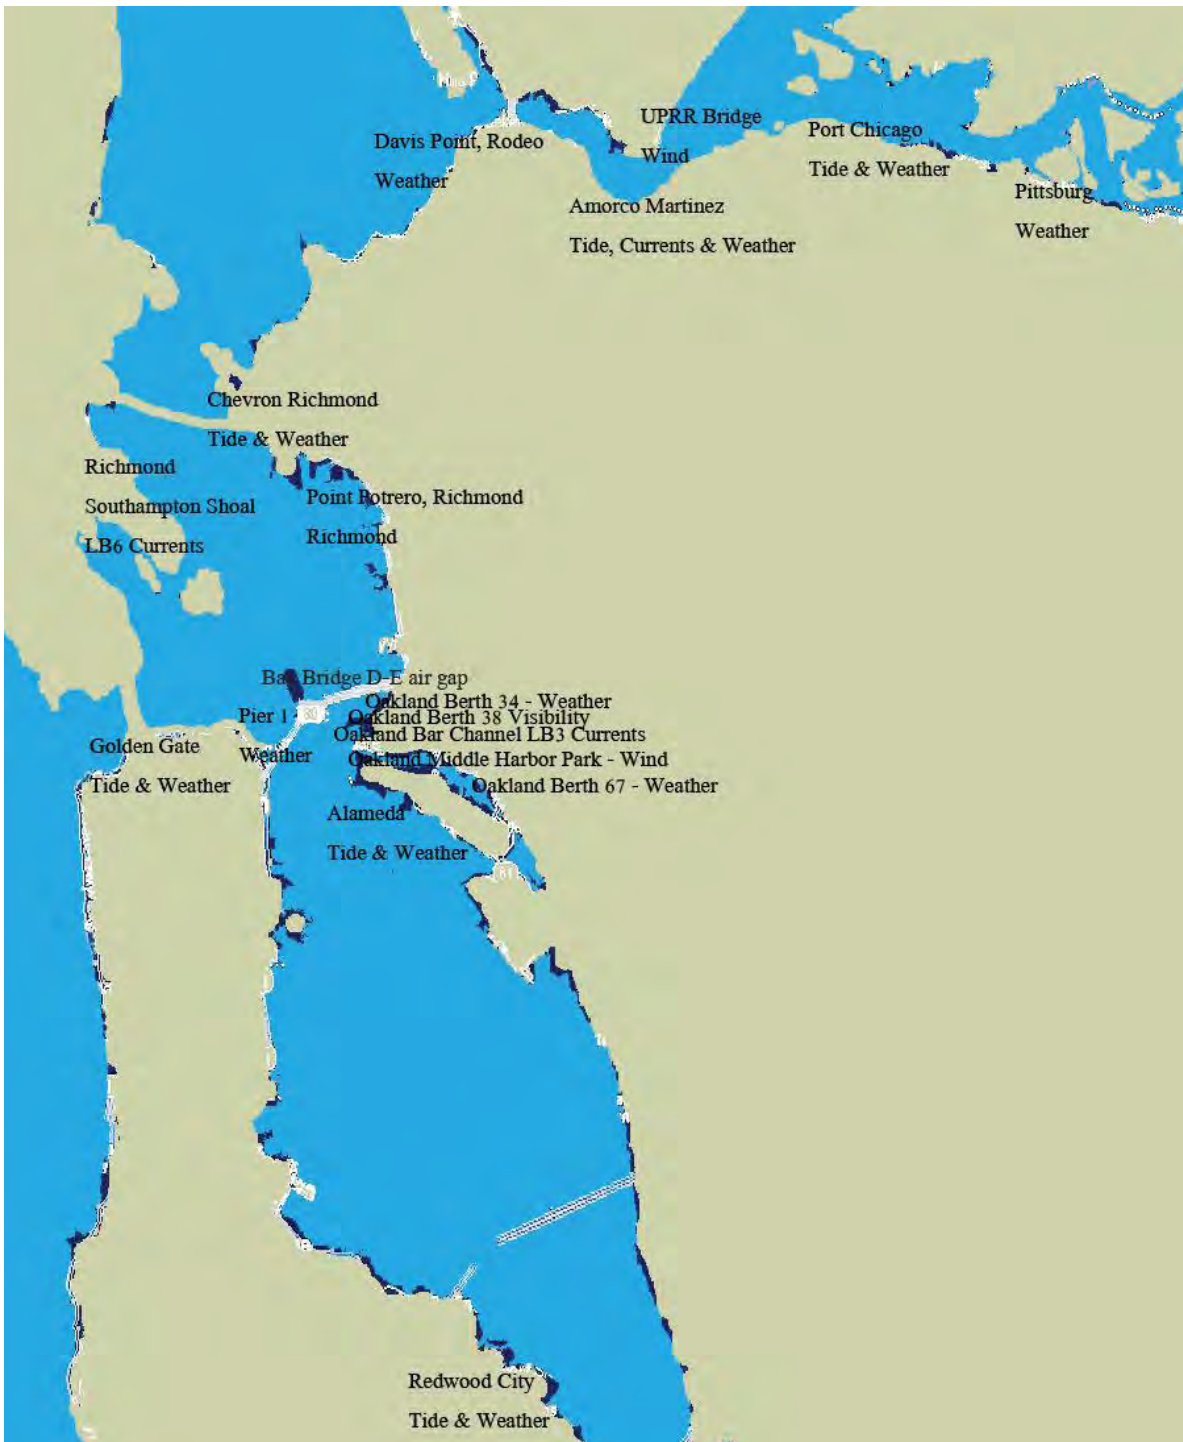 Davis Point, Rodeo
Weather
UPRR Bridge
Wind
Port Chicago
Tide & Weather
Pittsburg
Weather
Amorco Martinez
Tide, Currents & Weather
Chevron Richmond
Tide & Weather
Richmond
Southampton Shoal
LB6 Currents
Point Potrero, Richmond
Richmond
Bay Bridge D-E air gap
Oakland Berth 34 - Weather
Pier 1
80
Oakland Berth 38 Visibility
Oakland Bar Channel LB3 Currents
Golden Gate
Tide & Weather
Weather
Oakland Middle Harbor Park - Wind
Oakland Berth 67 - Weather
Alameda
Tide & Weather
Redwood City
Tide & Weather